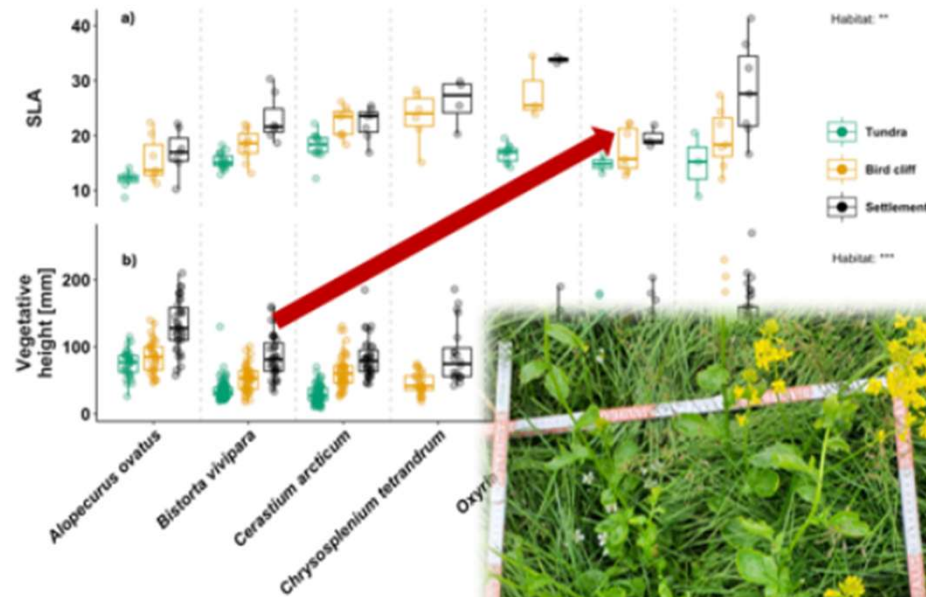 a)
Habitat: **
40
30
20
10
SLA
Tundra
Bird cliff
Settlement
b)
Habitat: ***
200
100
0
Vegetative
height [mm]
Alopecurus ovatus
Bistorta vivipara
Cerastium arcticum
Chrysosplenium tetrandrum